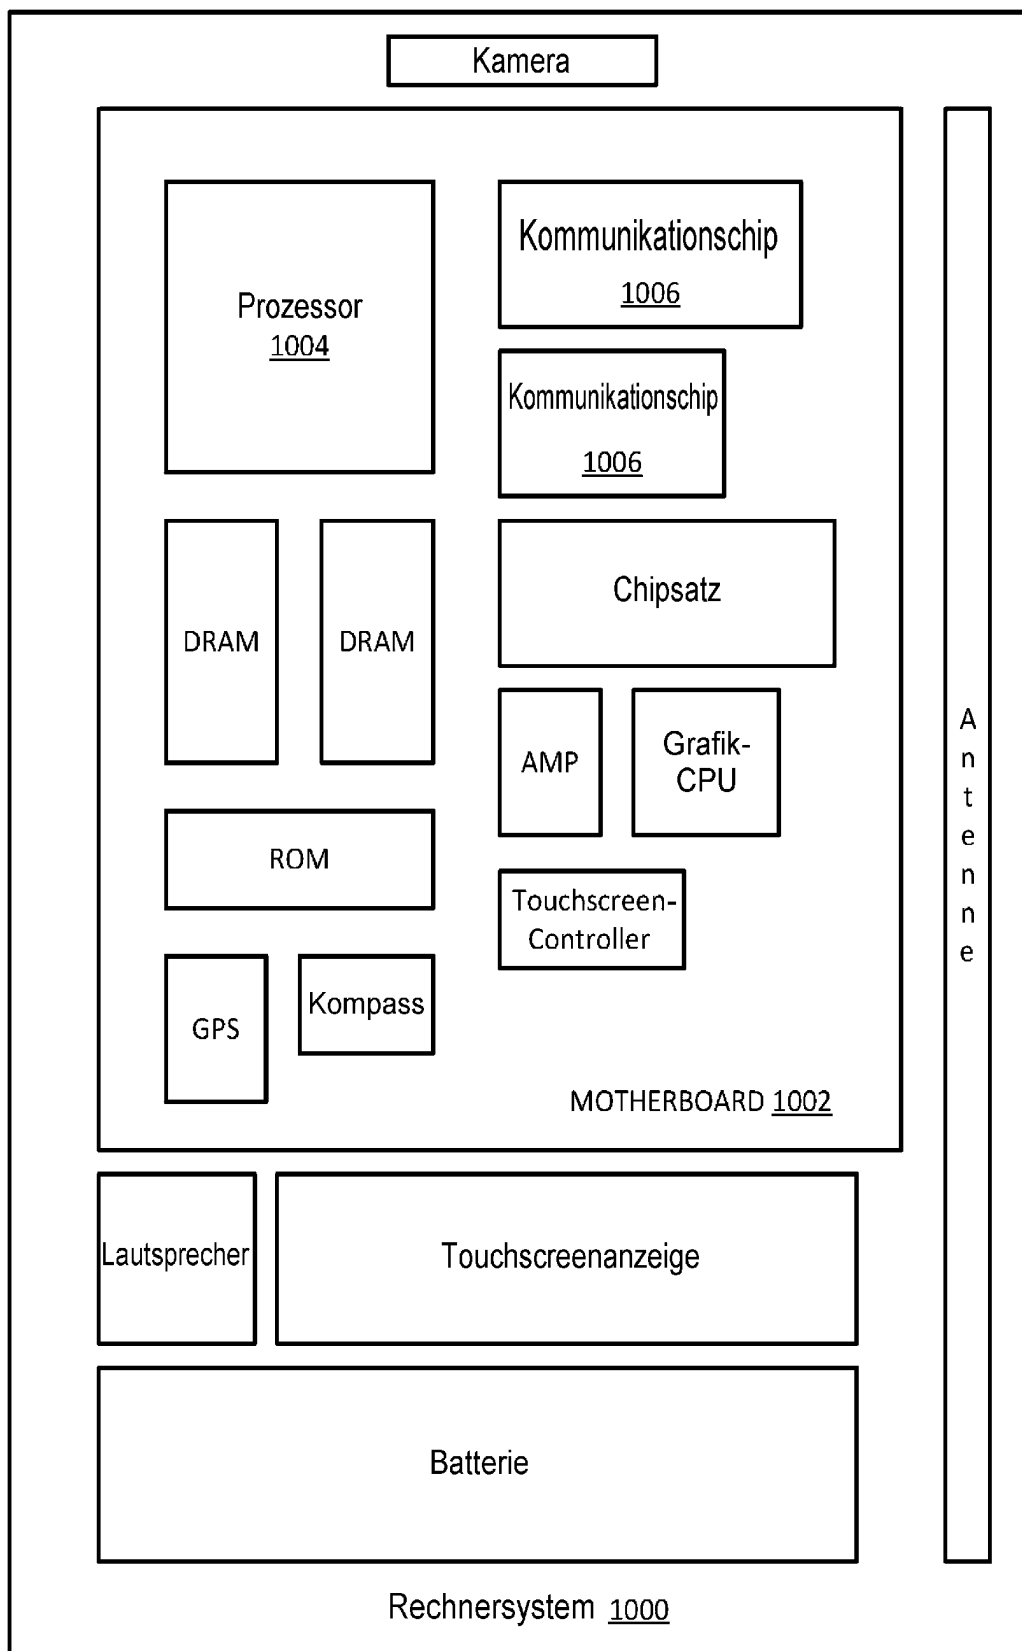 Kamera
Prozessor
1004
Kommunikationschip
1006
Kommunikationschip
1006
DRAM
DRAM
Chipsatz
AMP
Grafik-
CPU
ROM
Touchscreen-
Controller
GPS
Kompass
MOTHERBOARD 1002
Antenne
Lautsprecher
Touchscreenanzeige
Batterie
Rechnersystem 1000